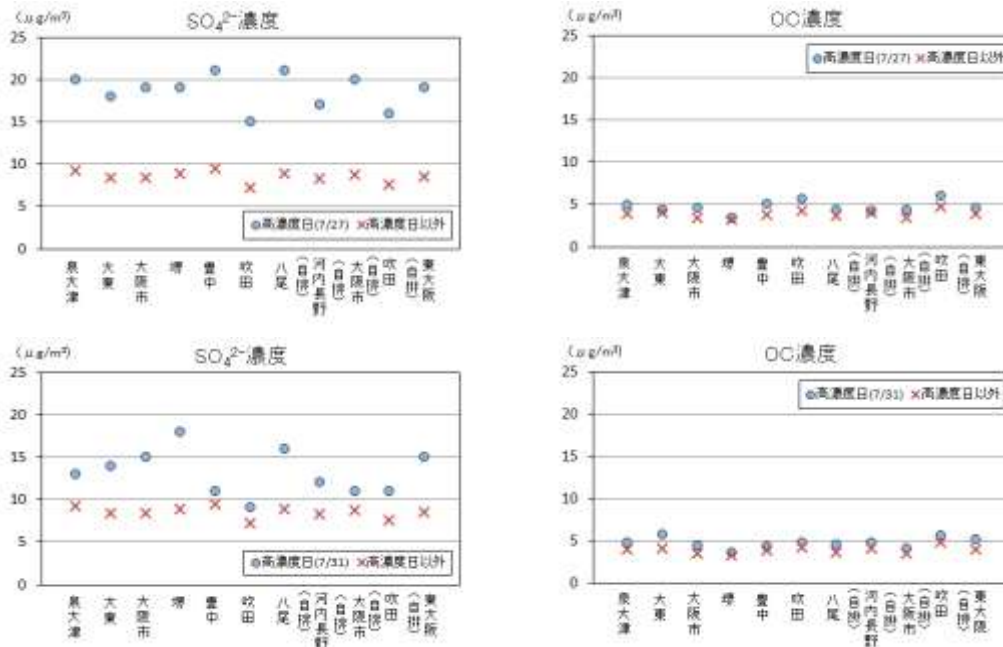 (μg/m³)
SO₄²⁻濃度
25
20
15
10
5
0
●高濃度日(7/27) ×高濃度日以外
泉大津
大東
大阪市
堺
豊中
吹田
八尾
河内長野(自排)
大阪市(自排)
吹田(自排)
東大阪(自排)
(μg/m³)
OC濃度
25
20
15
10
5
0
●高濃度日(7/27) ×高濃度日以外
泉大津
大東
大阪市
堺
豊中
吹田
八尾
河内長野(自排)
大阪市(自排)
吹田(自排)
東大阪(自排)
(μg/m³)
SO₄²⁻濃度
25
20
15
10
5
0
●高濃度日(7/31) ×高濃度日以外
泉大津
大東
大阪市
堺
豊中
吹田
八尾
河内長野(自排)
大阪市(自排)
吹田(自排)
東大阪(自排)
(μg/m³)
OC濃度
25
20
15
10
5
0
●高濃度日(7/31) ×高濃度日以外
泉大津
大東
大阪市
堺
豊中
吹田
八尾
河内長野(自排)
大阪市(自排)
吹田(自排)
東大阪(自排)